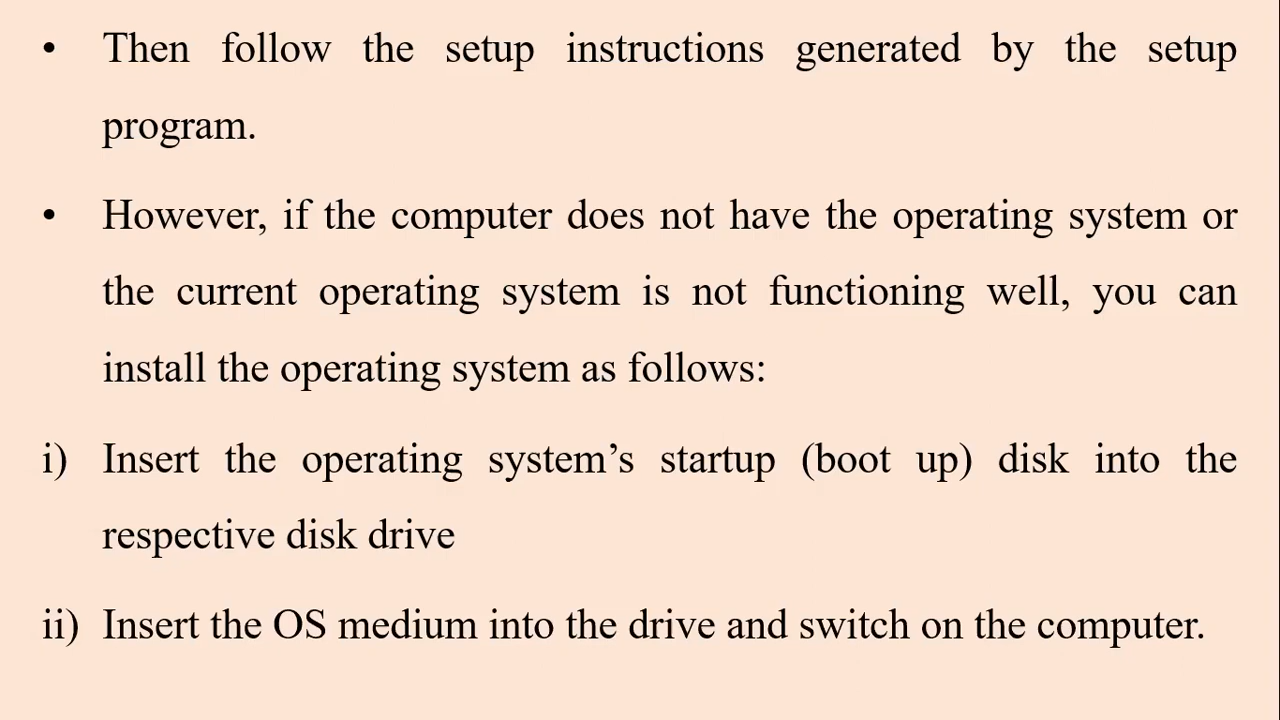 • Then follow the setup instructions generated by the setup
program.
• However, if the computer does not have the operating system or
the current operating system is not functioning well, you can
install the operating system as follows:
i) Insert the operating system’s startup (boot up) disk into the
respective disk drive
ii) Insert the OS medium into the drive and switch on the computer.